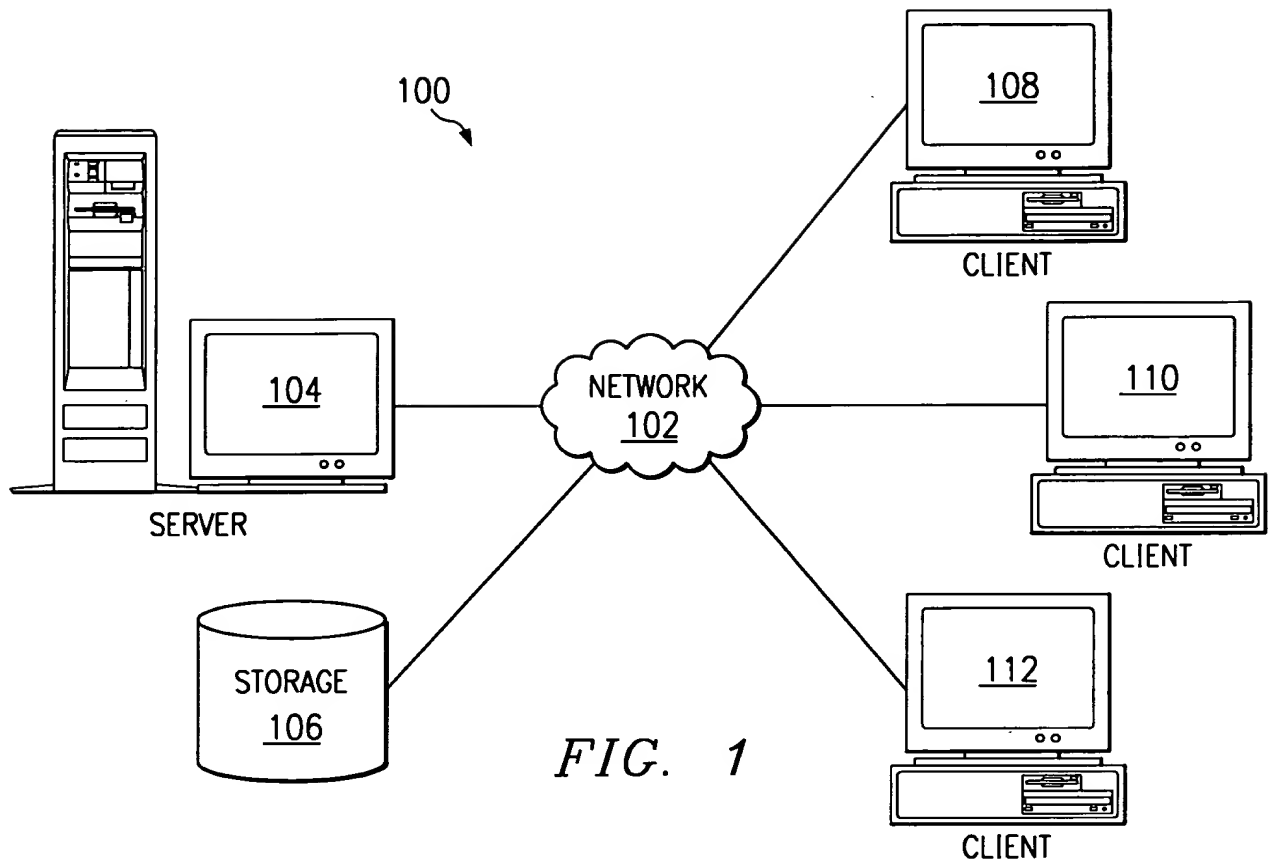 100
108
CLIENT
104
SERVER
NETWORK
102
110
CLIENT
STORAGE
106
112
CLIENT
FIG. 1